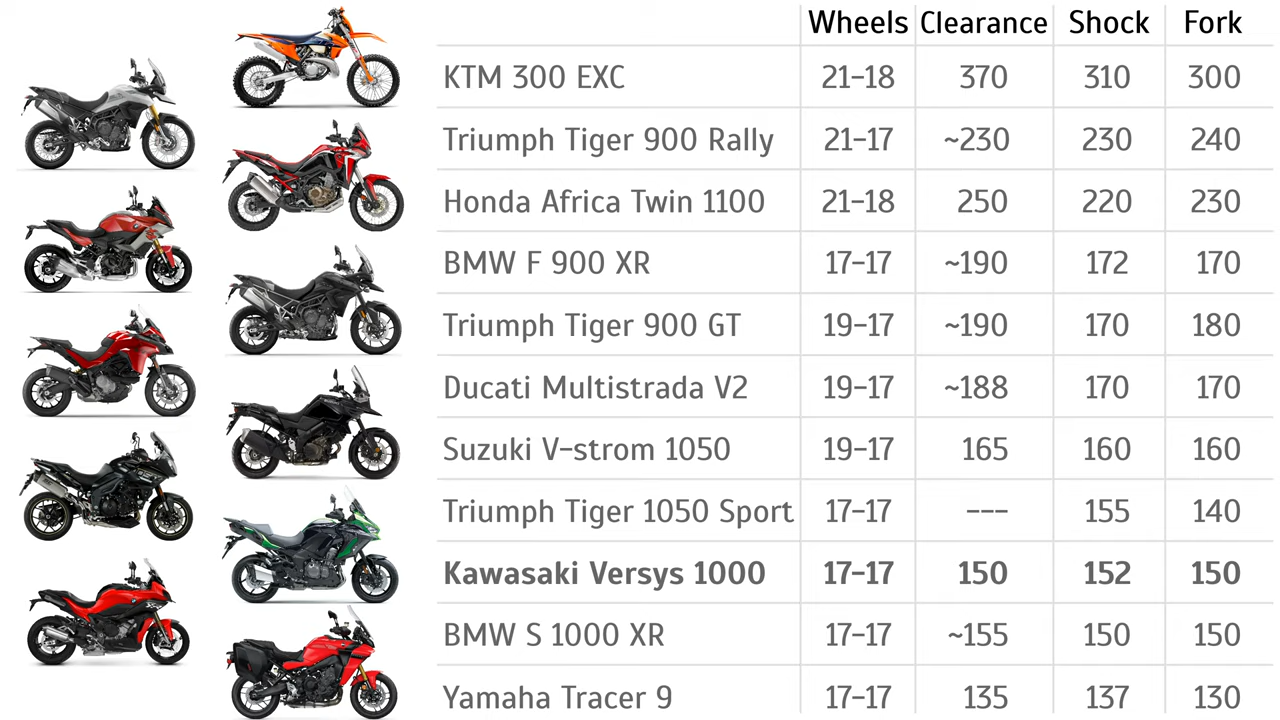 Wheels Clearance Shock Fork
KTM 300 EXC 21-18 370 310 300
Triumph Tiger 900 Rally 21-17 ~230 230 240
Honda Africa Twin 1100 21-18 250 220 230
BMW F 900 XR 17-17 ~190 172 170
Triumph Tiger 900 GT 19-17 ~190 170 180
Ducati Multistrada V2 19-17 ~188 170 170
Suzuki V-strom 1050 19-17 165 160 160
Triumph Tiger 1050 Sport 17-17 --- 155 140
Kawasaki Versys 1000 17-17 150 152 150
BMW S 1000 XR 17-17 ~155 150 150
Yamaha Tracer 9 17-17 135 137 130